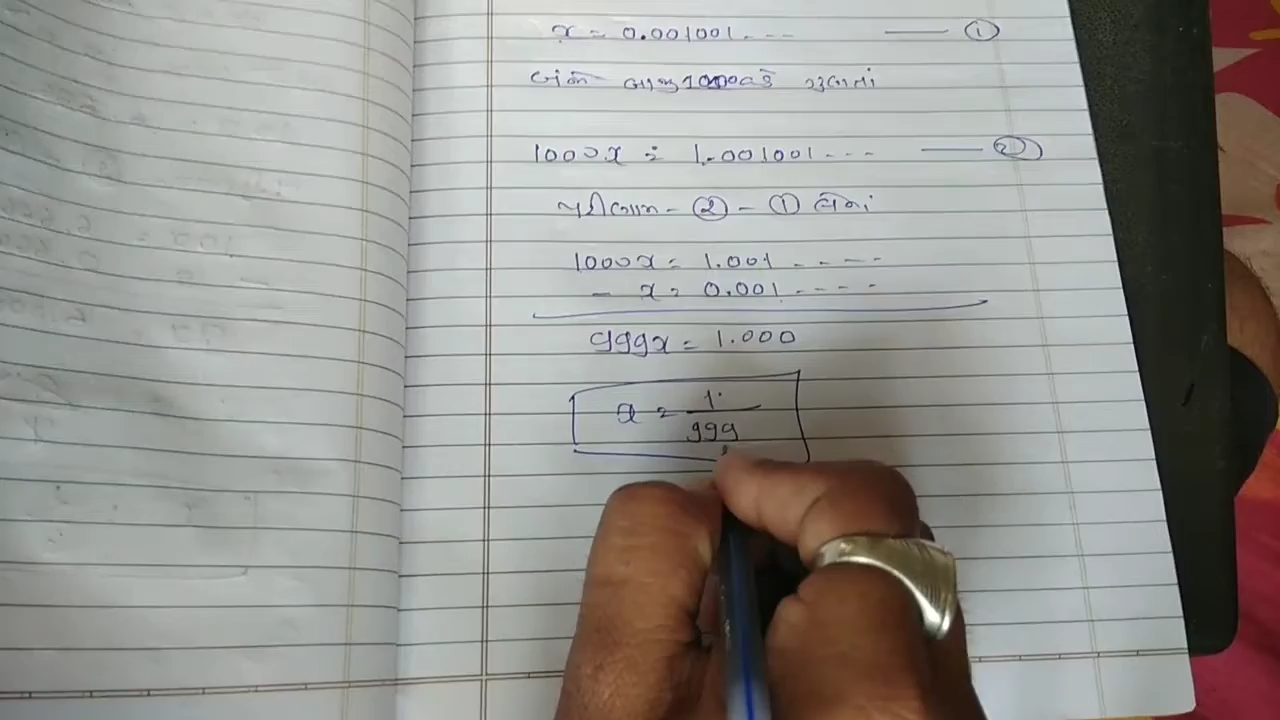 x = 0.001001... ①
બંને બાજુ 1000 વડે ગુણતાં
1000x = 1.001001... ②
સમીકરણ - ② - ① લેતાં
1000x = 1.001 ....
- x = 0.001 ....
999x = 1.000
x = 1/999